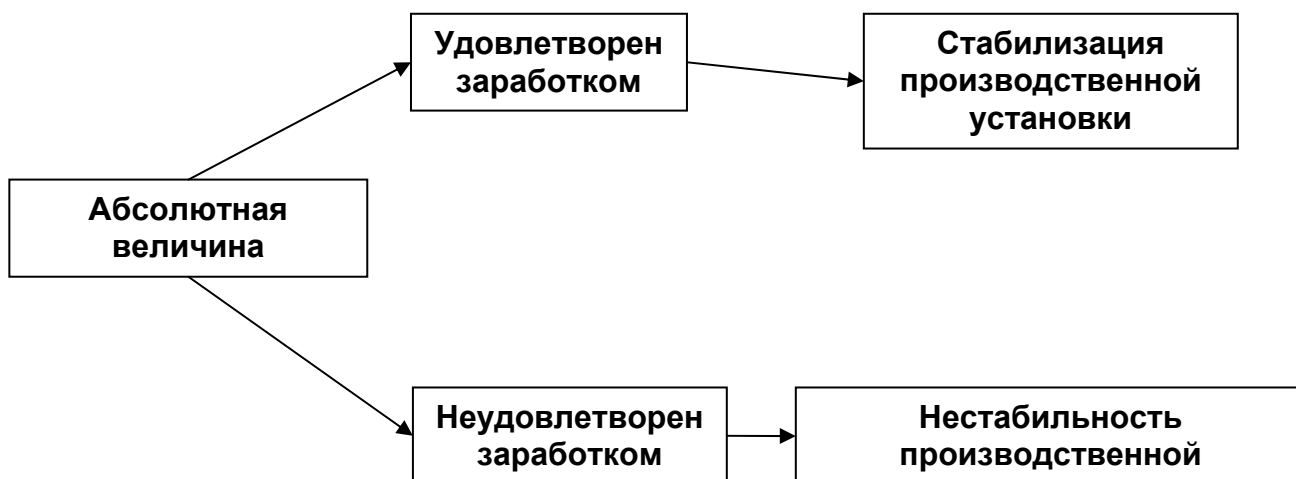 Удовлетворен
заработком
Стабилизация
производственной
установки
Абсолютная
величина
Неудовлетворен
заработком
Нестабильность
производственной